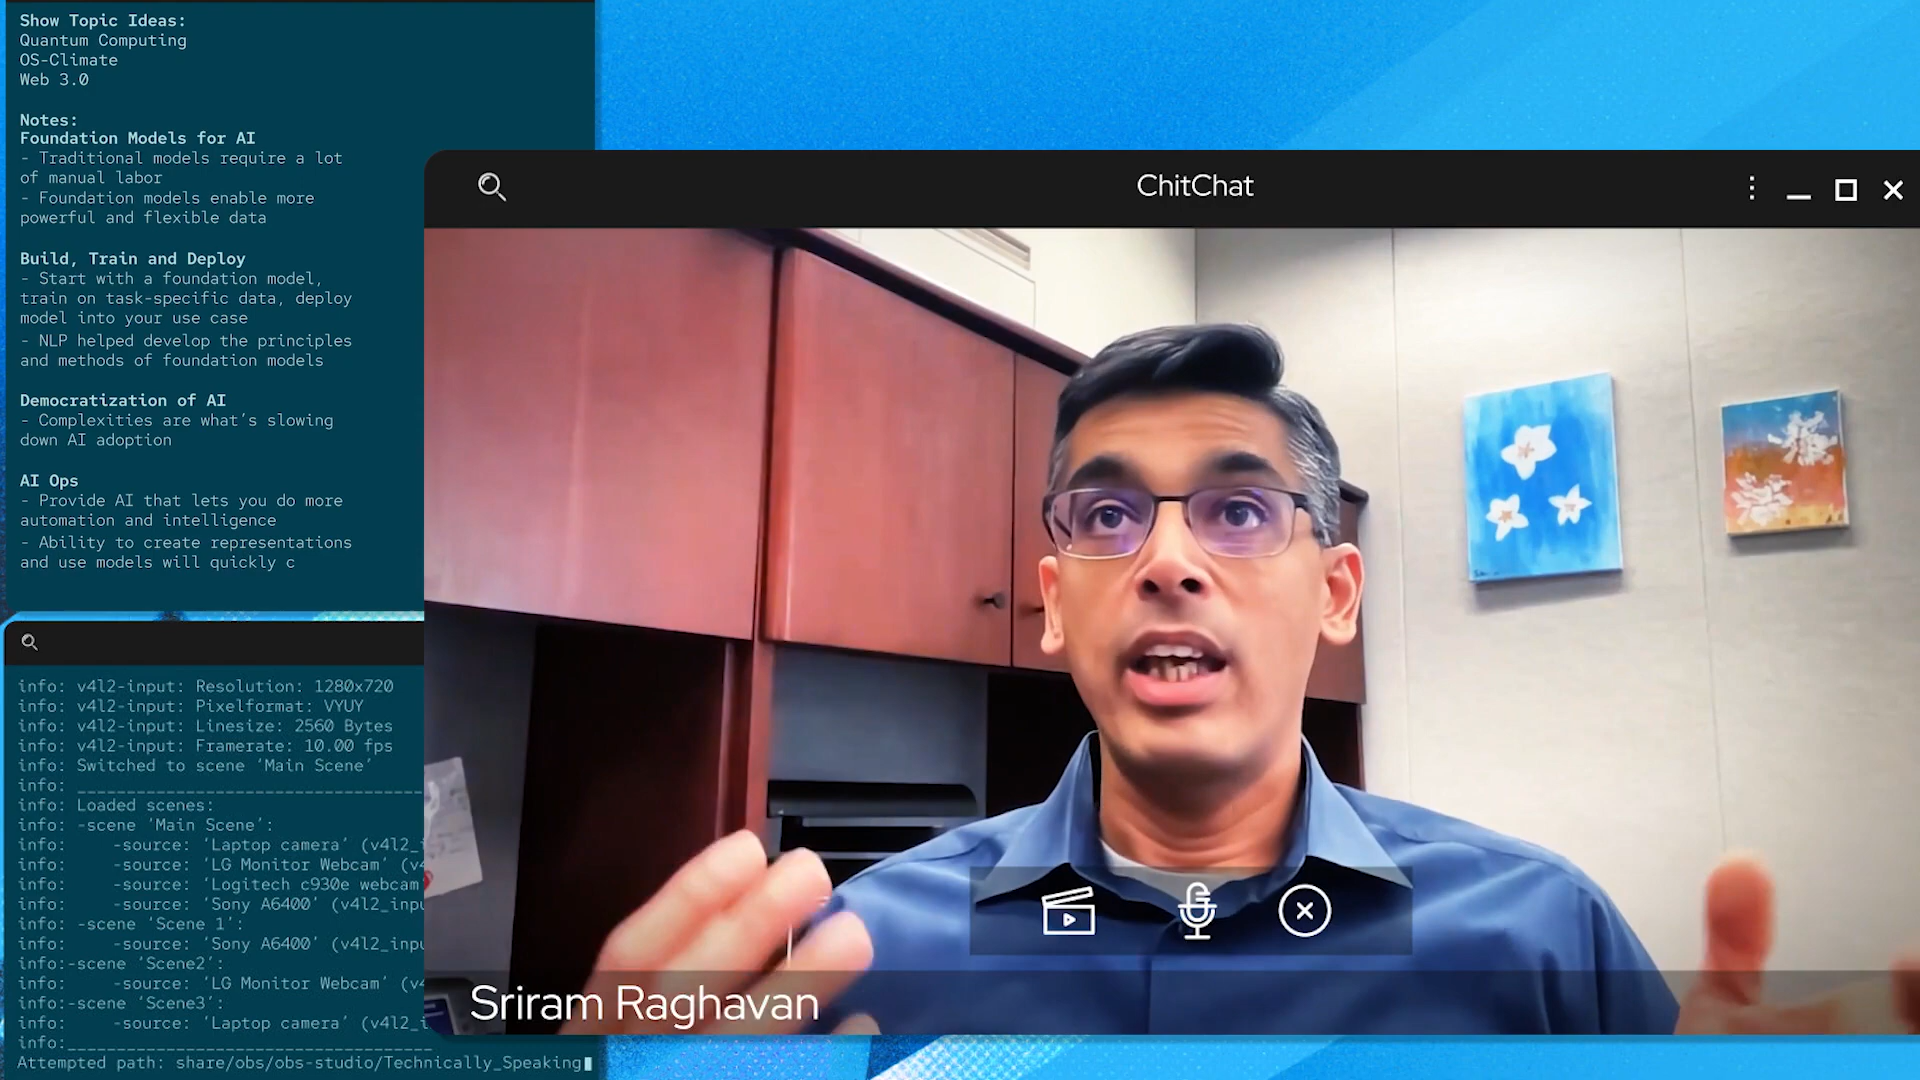 Show Topic Ideas:
Quantum Computing
OS-Climate
Web 3.0
Notes:
Foundation Models for AI
- Traditional models require a lot
of manual labor
- Foundation models enable more
powerful and flexible data
Build, Train and Deploy
- Start with a foundation model,
train on task-specific data, deploy
model into your use case
- NLP helped develop the principles
and methods of foundation models
Democratization of AI
- Complexities are what's slowing
down AI adoption
AI Ops
- Provide AI that lets you do more
automation and intelligence
- Ability to create representations
and use models will quickly c
ChitChat
Sriram Raghavan
info: v4l2-input: Resolution: 1280x720
info: v4l2-input: Pixelformat: VYUY
info: v4l2-input: Linesize: 2560 Bytes
info: v4l2-input: Framerate: 10.00 fps
info: Switched to scene ‘Main Scene’
info: ___________________________________
info: Loaded scenes:
info: -scene ‘Main Scene’:
info: -source: ‘Laptop camera’ (v4l2_i
info: -source: ‘LG Monitor Webcam’ (v4
info: -source: ‘Logitech c930e webcam’
info: -source: ‘Sony A6400’ (v4l2_inpu
info: -scene ‘Scene 1’:
info: -source: ‘Sony A6400’ (v4l2_inpu
info:-scene ‘Scene2’:
info: -source: ‘LG Monitor Webcam’ (v4
info:-scene ‘Scene3’:
info: -source: ‘Laptop camera’ (v4l2_i
info:_____________________________________
Attempted path: share/obs/obs-studio/Technically_Speaking